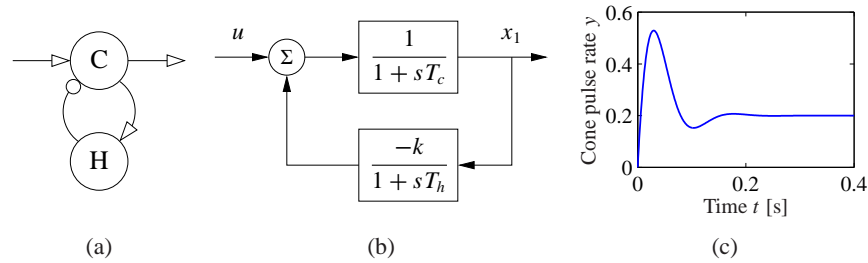 C
H
(a)
u
Σ
1
1 + sT_c
x_1
−k
1 + sT_h
(b)
Cone pulse rate y
0.6
0.4
0.2
0
0
0.2
0.4
Time t [s]
(c)